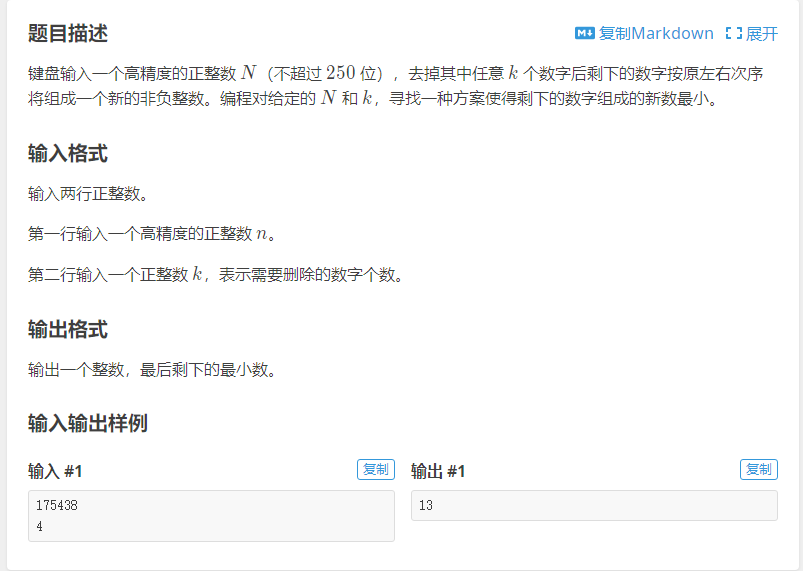 题目描述
复制Markdown 展开
键盘输入一个高精度的正整数 N（不超过 250 位），去掉其中任意 k 个数字后剩下的数字按原左右次序
将组成一个新的非负整数。编程对给定的 N 和 k，寻找一种方案使得剩下的数字组成的新数最小。
输入格式
输入两行正整数。
第一行输入一个高精度的正整数 n。
第二行输入一个正整数 k，表示需要删除的数字个数。
输出格式
输出一个整数，最后剩下的最小数。
输入输出样例
输入 #1
复制
175438
4
输出 #1
复制
13